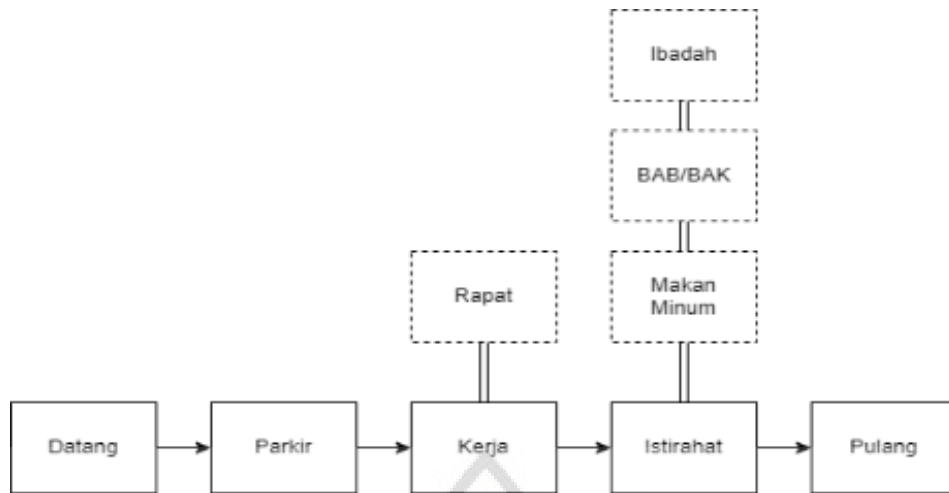 Ibadah
BAB/BAK
Rapat
Makan
Minum
Datang
Parkir
Kerja
Istirahat
Pulang